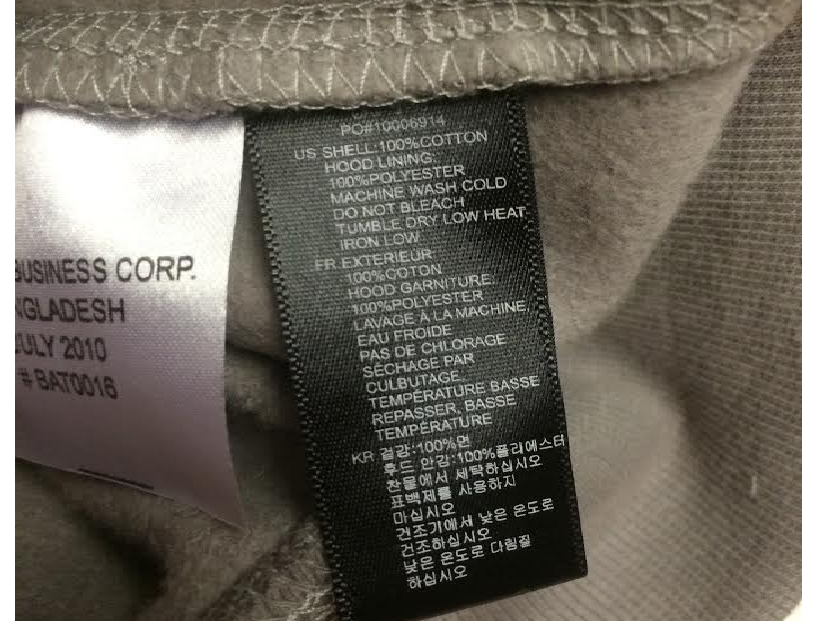 BUSINESS CORP.
NGLADESH
JULY 2010
# BAT0016
PO#10006914
US SHELL:100%COTTON
HOOD LINING:
100%POLYESTER
MACHINE WASH COLD
DO NOT BLEACH
TUMBLE DRY LOW HEAT
IRON LOW
FR EXTERIEUR
100%COTON
HOOD GARNITURE:
100%POLYESTER
LAVAGE À LA MACHINE,
EAU FROIDE
PAS DE CHLORAGE
SÉCHAGE PAR
CULBUTAGE
TEMPÉRATURE BASSE
REPASSER, BASSE
TEMPÉRATURE
KR 겉감:100%면
후드 안감:100%폴리에스터
찬물에서 세탁하십시오
표백제를 사용하지
마십시오
건조기에서 낮은 온도로
건조하십시오
낮은 온도로 다림질
하십시오